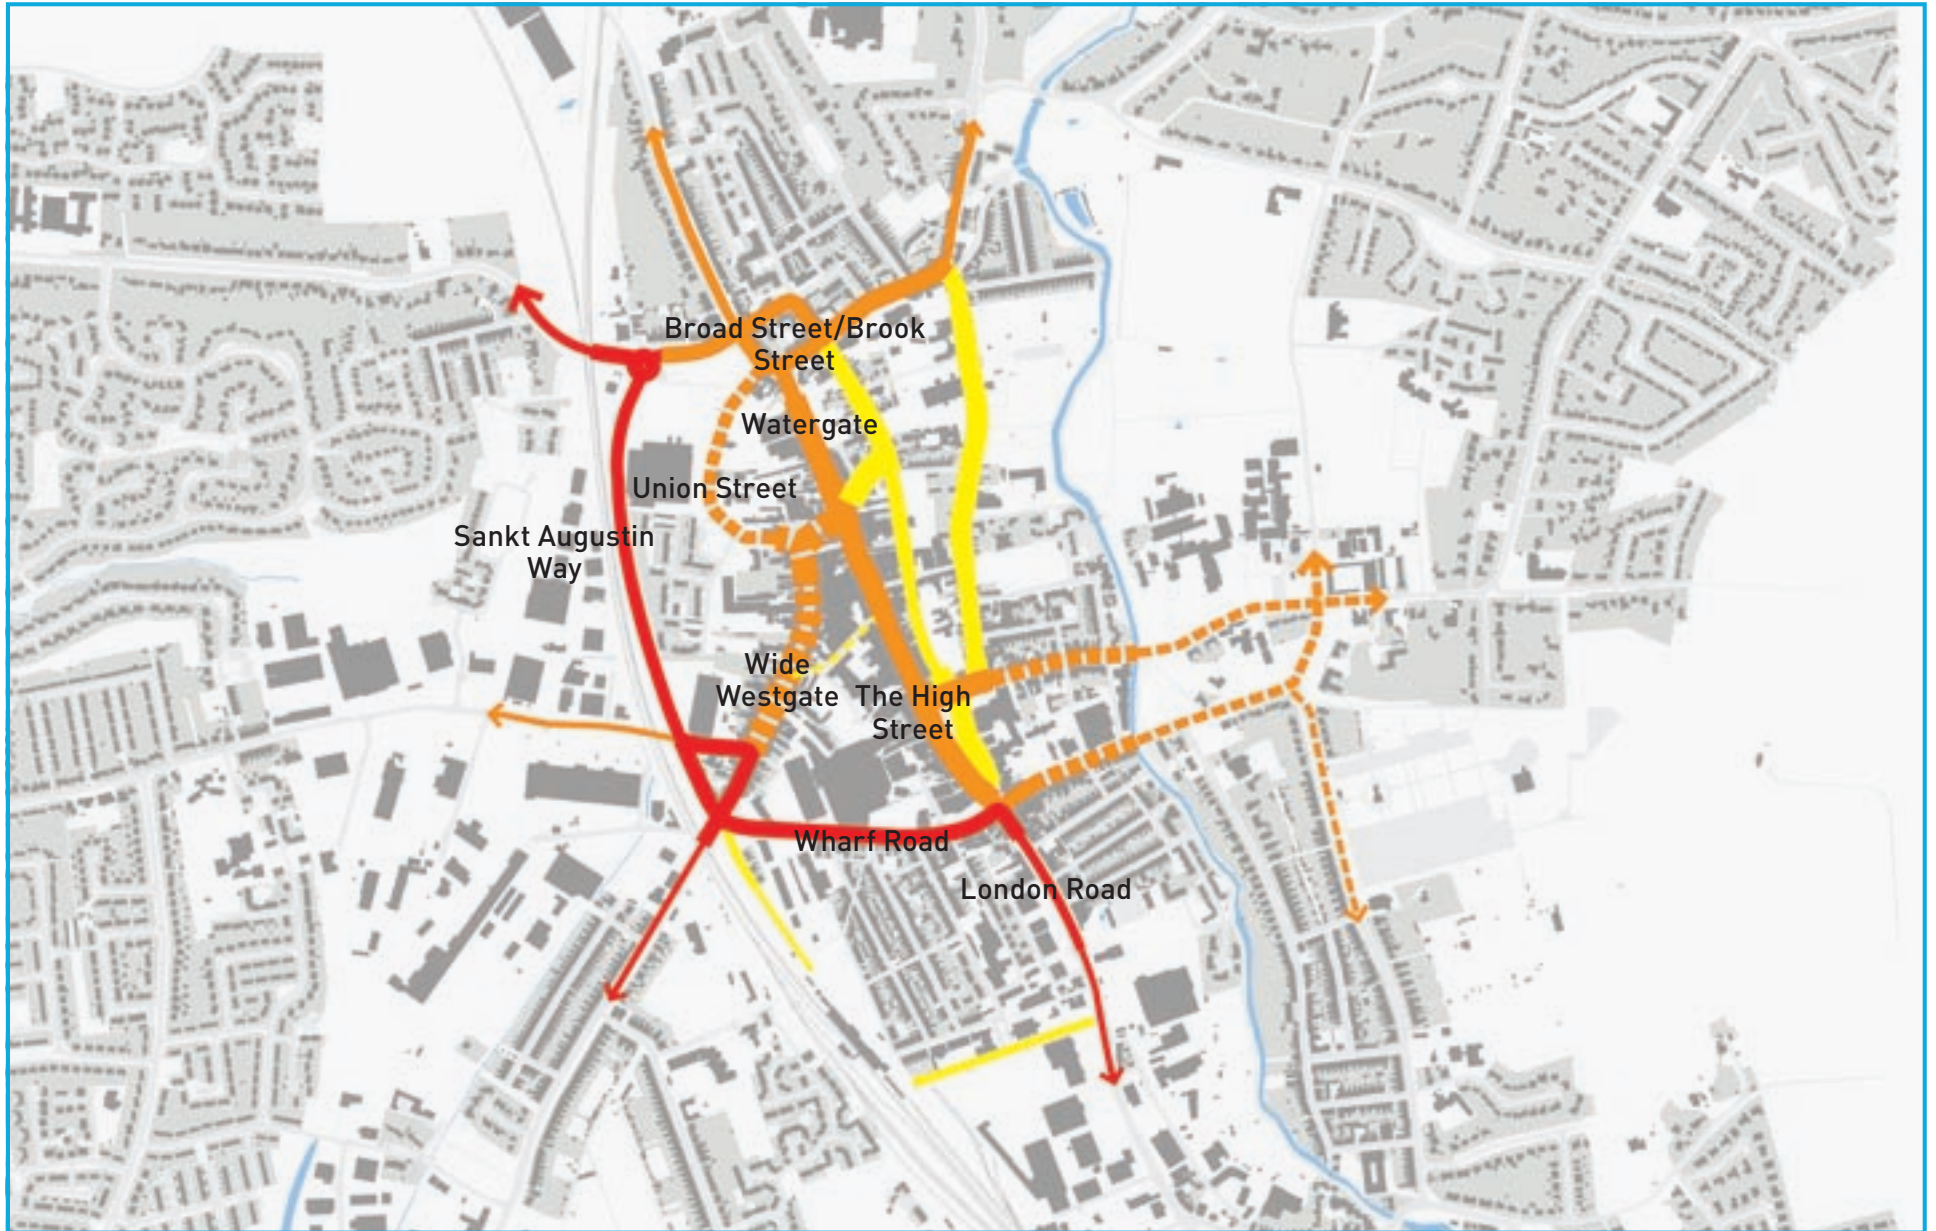 Broad Street/Brook
Street
Watergate
Union Street
Sankt Augustin
Way
Wide
Westgate
The High
Street
Wharf Road
London Road